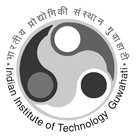 भारतीय प्रौद्योगिकी संस्थान गुवाहाटी
Indian Institute of Technology Guwahati